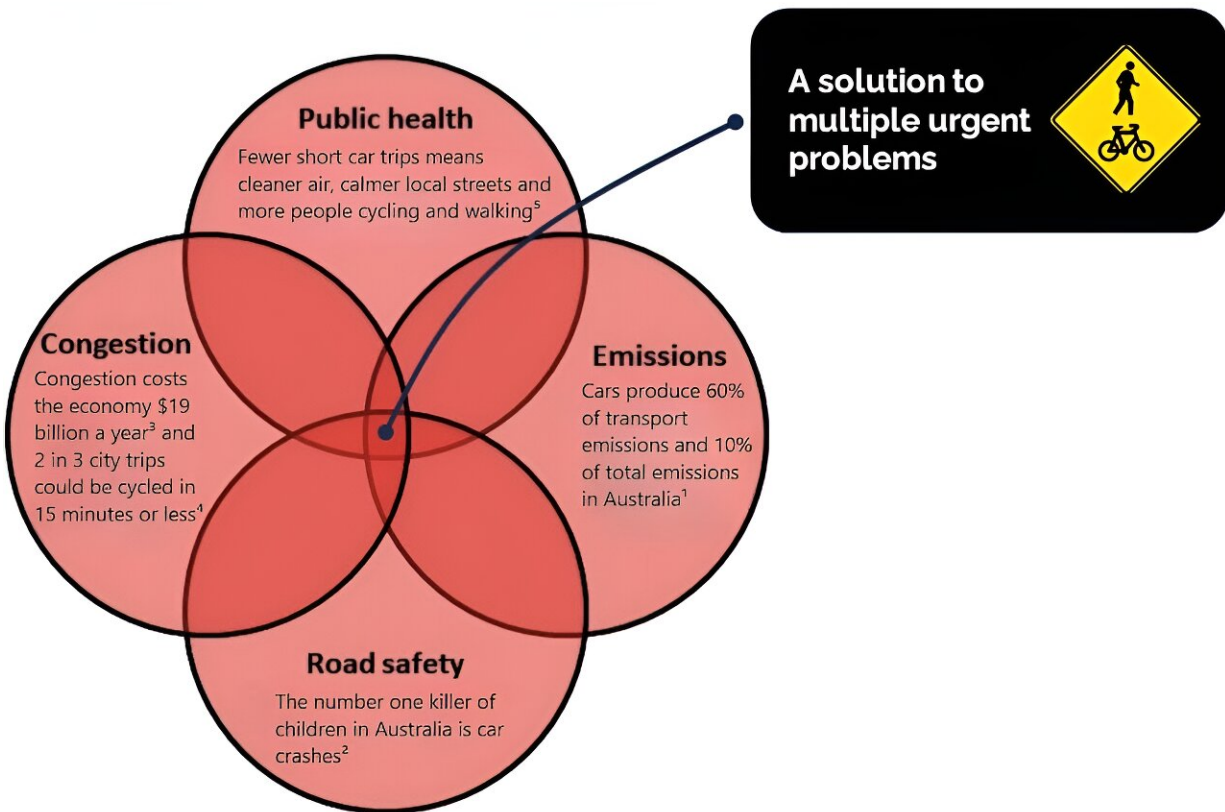 A solution to
multiple urgent
problems
Public health
Fewer short car trips means
cleaner air, calmer local streets and
more people cycling and walking⁵
Congestion
Congestion costs
the economy $19
billion a year³ and
2 in 3 city trips
could be cycled in
15 minutes or less⁴
Emissions
Cars produce 60%
of transport
emissions and 10%
of total emissions
in Australia¹
Road safety
The number one killer of
children in Australia is car
crashes²